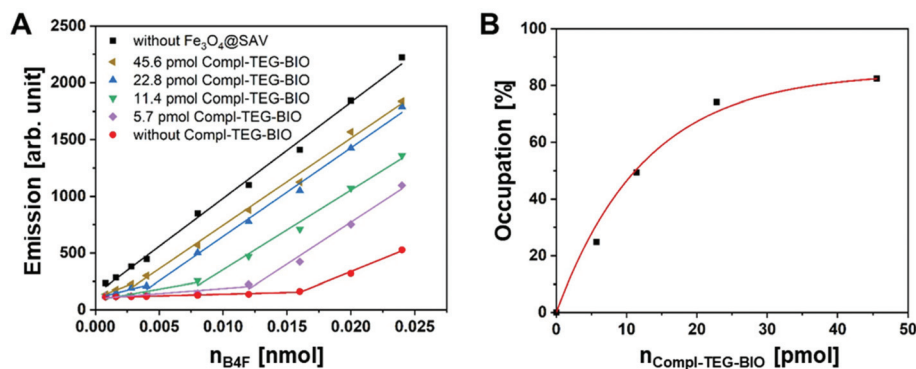 A
Emission [arb. unit]
2500
2000
1500
1000
500
0
without Fe₃O₄@SAV
45.6 pmol Compl-TEG-BIO
22.8 pmol Compl-TEG-BIO
11.4 pmol Compl-TEG-BIO
5.7 pmol Compl-TEG-BIO
without Compl-TEG-BIO
0.000 0.005 0.010 0.015 0.020 0.025
n_B4F [nmol]
B
Occupation [%]
100
80
60
40
20
0
0 10 20 30 40 50
n_Compl-TEG-BIO [pmol]